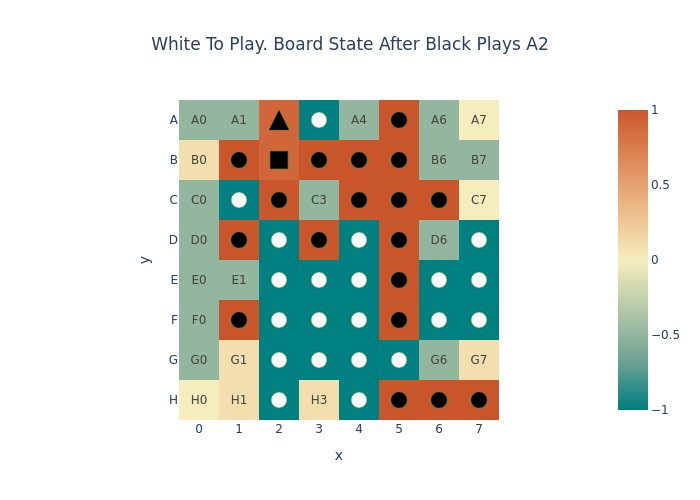 White To Play. Board State After Black Plays A2
A A0 A1 A4 A6 A7 1
B B0 B6 B7
C C0 C3 C7 0.5
D D0 D6
y
E E0 E1 0
F F0 −0.5
G G0 G1 G6 G7
H H0 H1 H3 −1
0 1 2 3 4 5 6 7
x